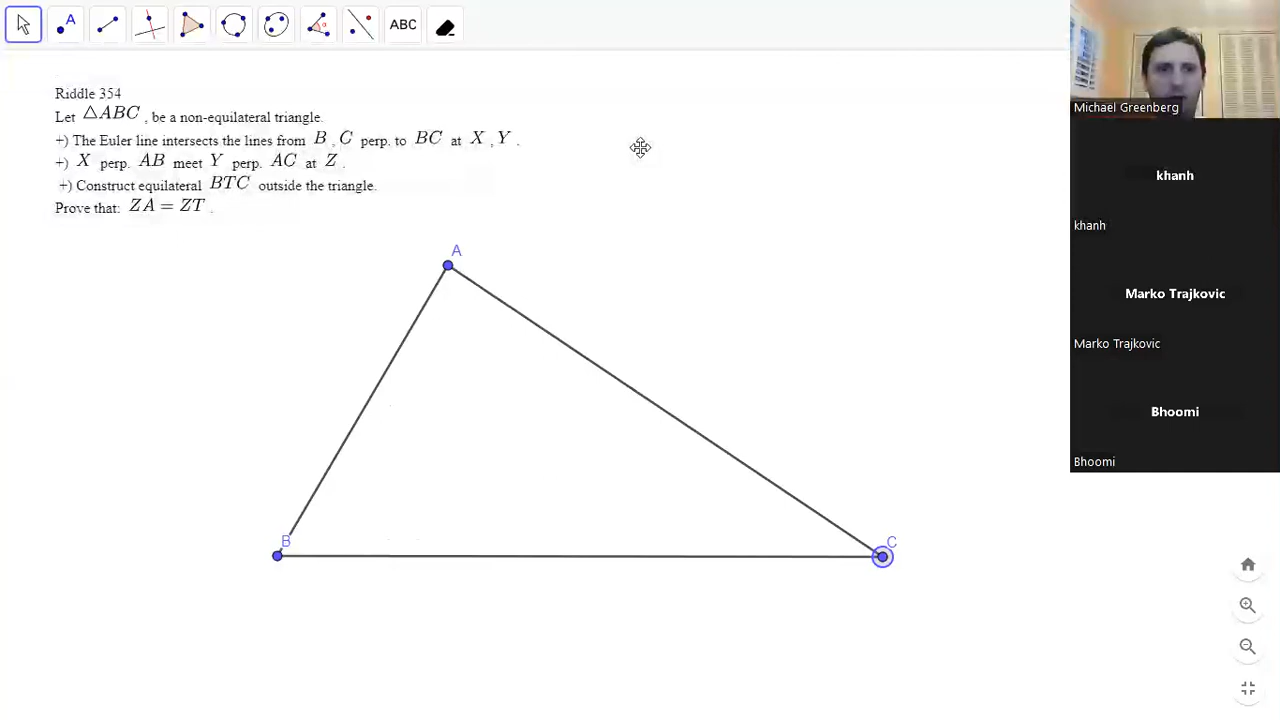 A
ABC
Riddle 354
Let △ABC , be a non-equilateral triangle.
+) The Euler line intersects the lines from B , C perp. to BC at X , Y .
+) X perp. AB meet Y perp. AC at Z .
+) Construct equilateral BTC outside the triangle.
Prove that: ZA = ZT .
A
B
C
Michael Greenberg
khanh
khanh
Marko Trajkovic
Marko Trajkovic
Bhoomi
Bhoomi